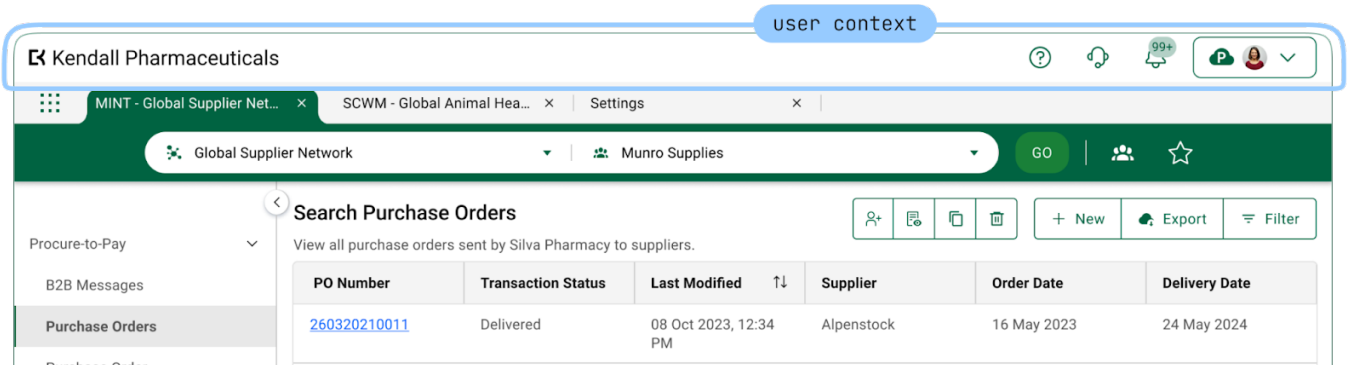 user context
Kendall Pharmaceuticals
99+
P
MINT - Global Supplier Net...
SCWM - Global Animal Hea...
Settings
Global Supplier Network
Munro Supplies
GO
Search Purchase Orders
New
Export
Filter
Procure-to-Pay
View all purchase orders sent by Silva Pharmacy to suppliers.
B2B Messages
PO Number
Transaction Status
Last Modified
Supplier
Order Date
Delivery Date
Purchase Orders
260320210011
Delivered
08 Oct 2023, 12:34
PM
Alpenstock
16 May 2023
24 May 2024